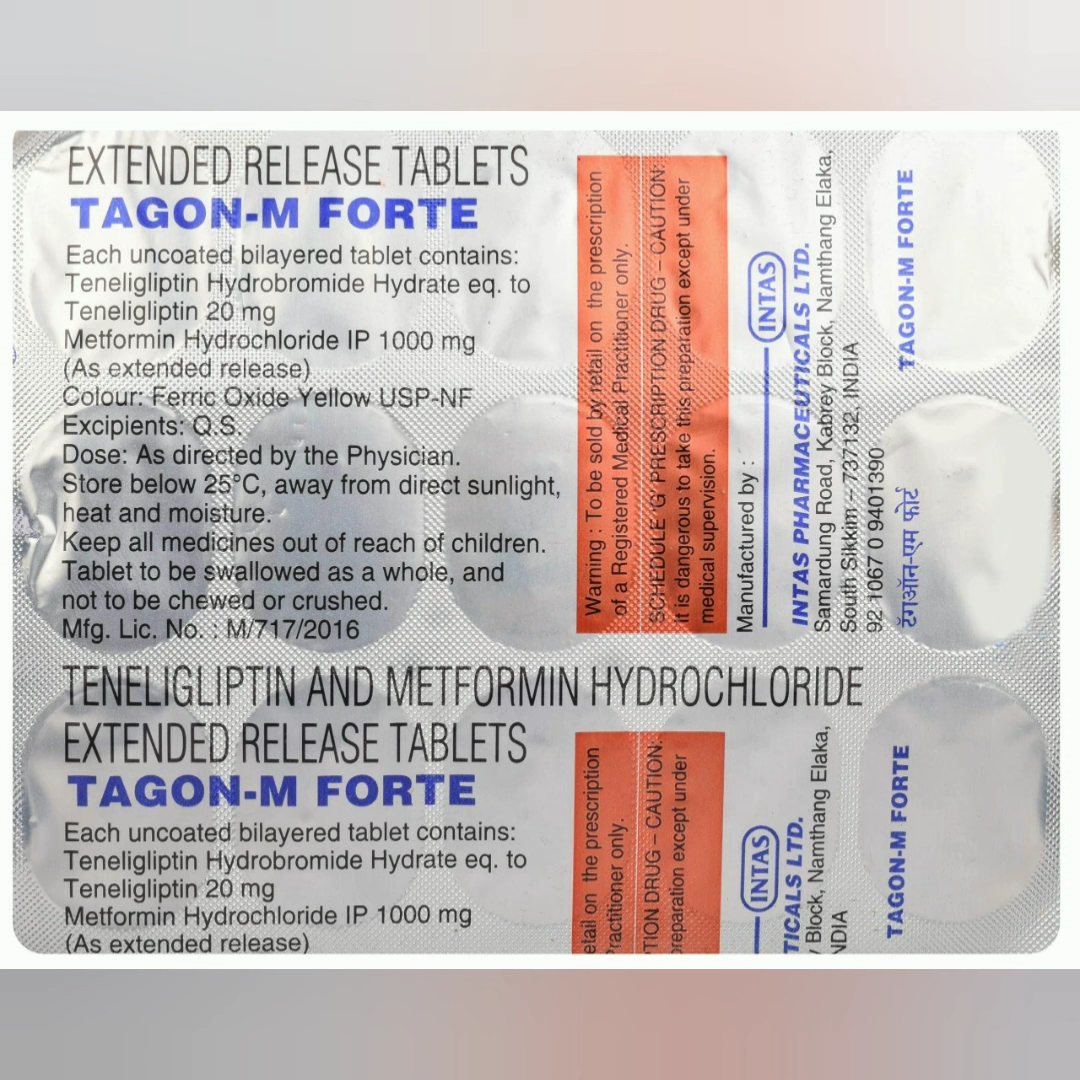 EXTENDED RELEASE TABLETS
TAGON-M FORTE
Each uncoated bilayered tablet contains:
Teneligliptin Hydrobromide Hydrate eq. to
Teneligliptin 20 mg
Metformin Hydrochloride IP 1000 mg
(As extended release)
Colour: Ferric Oxide Yellow USP-NF
Excipients: Q.S.
Dose: As directed by the Physician.
Store below 25°C, away from direct sunlight,
heat and moisture.
Keep all medicines out of reach of children.
Tablet to be swallowed as a whole, and
not to be chewed or crushed.
Mfg. Lic. No. : M/717/2016
Warning : To be sold by retail on the prescription
of a Registered Medical Practitioner only.
SCHEDULE 'G' PRESCRIPTION DRUG – CAUTION:
it is dangerous to take this preparation except under
medical supervision.
Manufactured by :
INTAS
INTAS PHARMACEUTICALS LTD.
Samardung Road, Kabrey Block, Namthang Elaka,
South Sikkim – 737132, INDIA
92 1067 0 9401390
TAGON-M FORTE
टॅगऑन-एम फोर्ट
TENELIGLIPTIN AND METFORMIN HYDROCHLORIDE
EXTENDED RELEASE TABLETS
TAGON-M FORTE
Each uncoated bilayered tablet contains:
Teneligliptin Hydrobromide Hydrate eq. to
Teneligliptin 20 mg
Metformin Hydrochloride IP 1000 mg
(As extended release)
etail on the prescription
Practitioner only.
TION DRUG – CAUTION:
preparation except under
INTAS
TICALS LTD.
Block, Namthang Elaka,
NDIA
TAGON-M FORTE